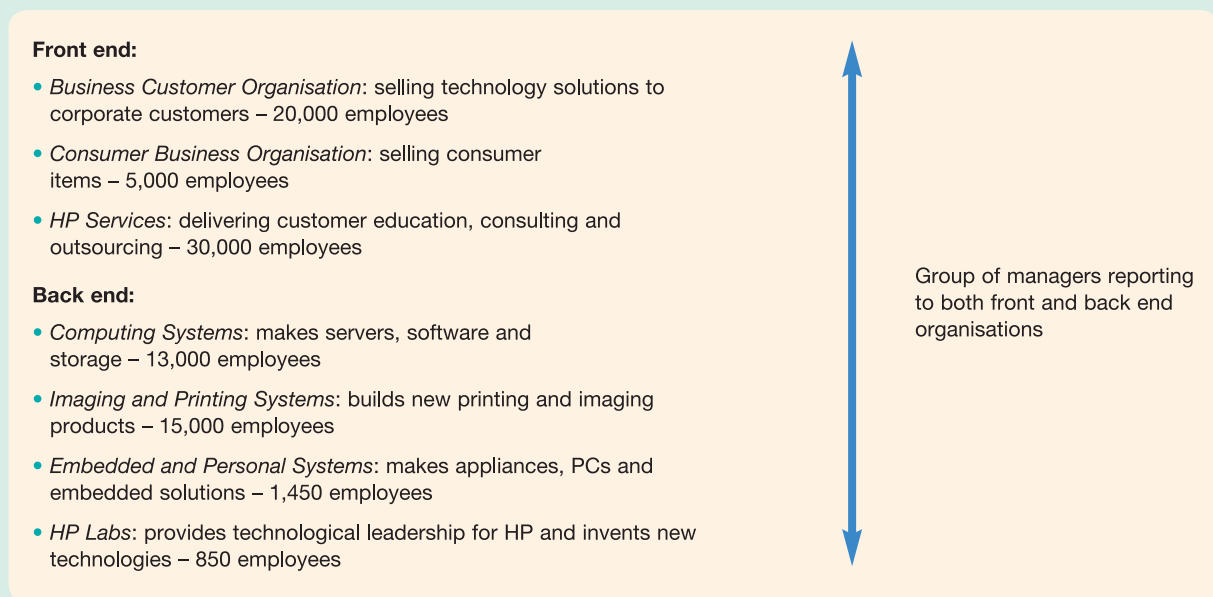 Front end:
• Business Customer Organisation: selling technology solutions to
corporate customers – 20,000 employees
• Consumer Business Organisation: selling consumer
items – 5,000 employees
• HP Services: delivering customer education, consulting and
outsourcing – 30,000 employees
Back end:
• Computing Systems: makes servers, software and
storage – 13,000 employees
• Imaging and Printing Systems: builds new printing and imaging
products – 15,000 employees
• Embedded and Personal Systems: makes appliances, PCs and
embedded solutions – 1,450 employees
• HP Labs: provides technological leadership for HP and invents new
technologies – 850 employees
Group of managers reporting
to both front and back end
organisations